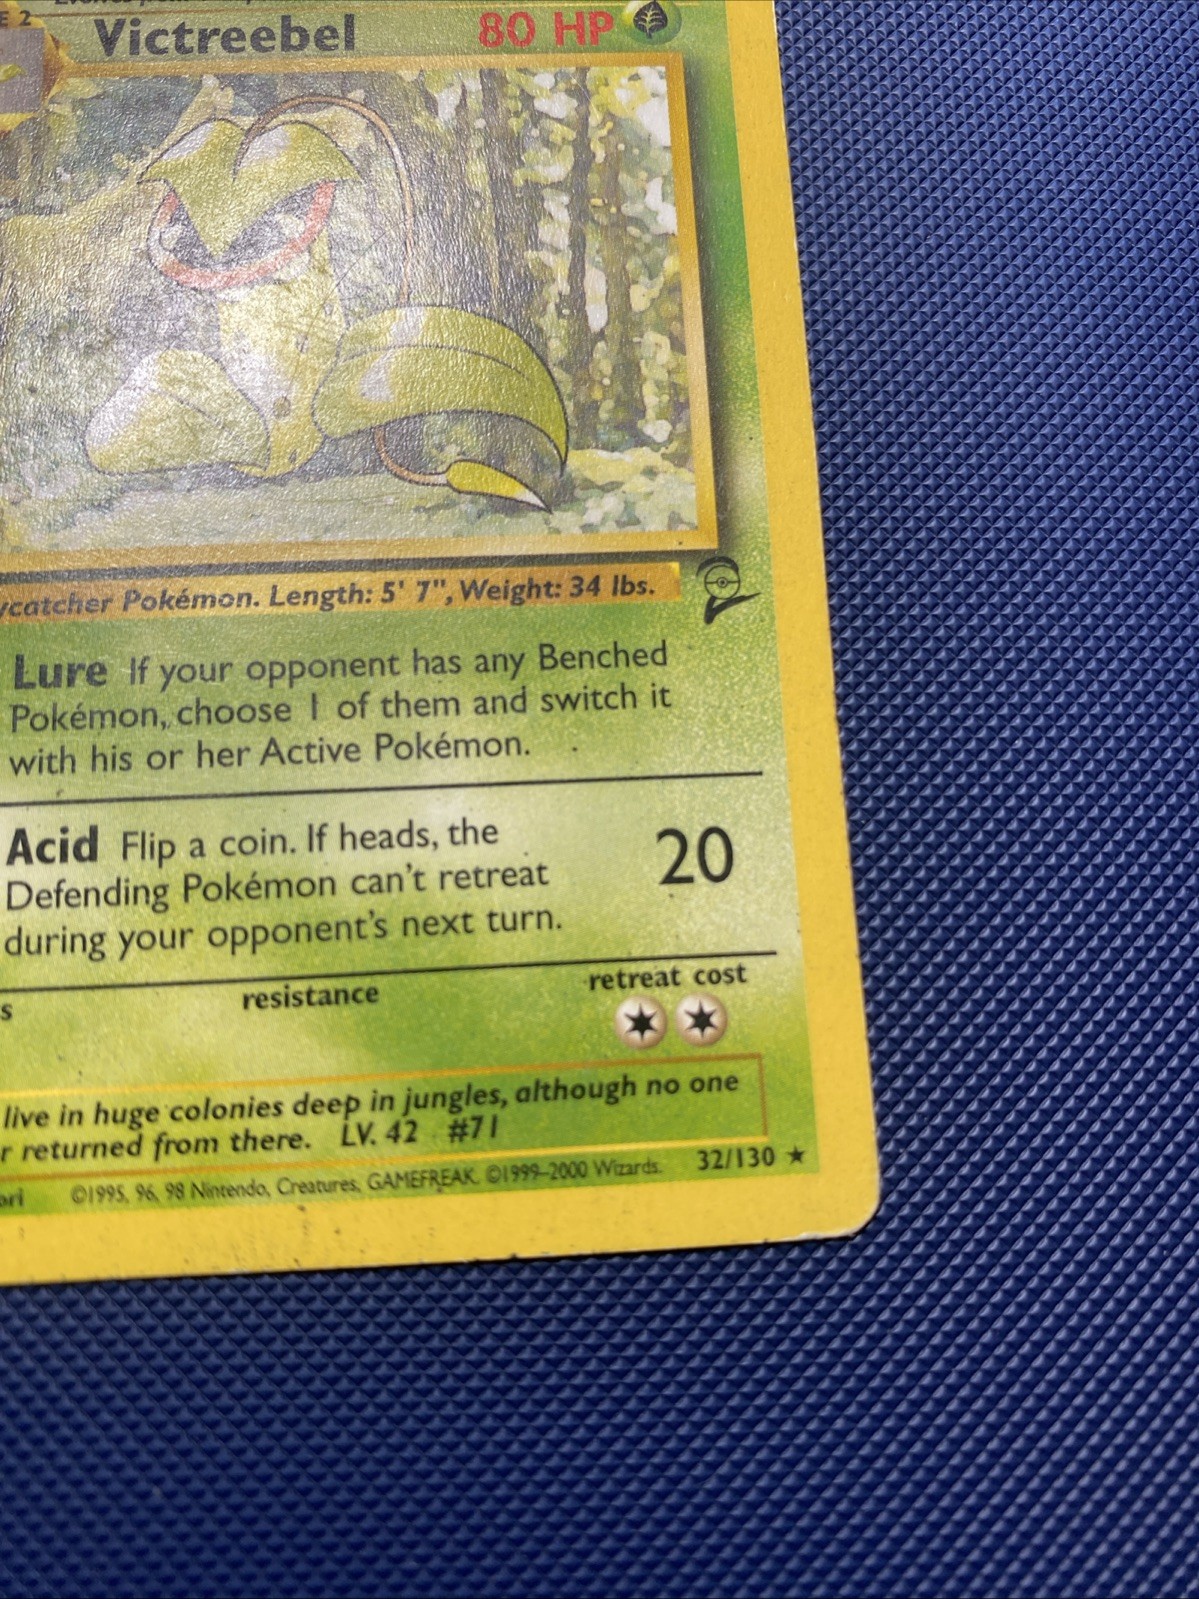 E 2
Victreebel 80 HP
ycatcher Pokémon. Length: 5' 7", Weight: 34 lbs.
Lure If your opponent has any Benched
Pokémon, choose 1 of them and switch it
with his or her Active Pokémon.
Acid Flip a coin. If heads, the
Defending Pokémon can't retreat
during your opponent's next turn.
20
s resistance retreat cost
live in huge colonies deep in jungles, although no one
r returned from there. LV. 42 #71
ori ©1995, 96, 98 Nintendo, Creatures, GAMEFREAK. ©1999–2000 Wizards. 32/130 ★